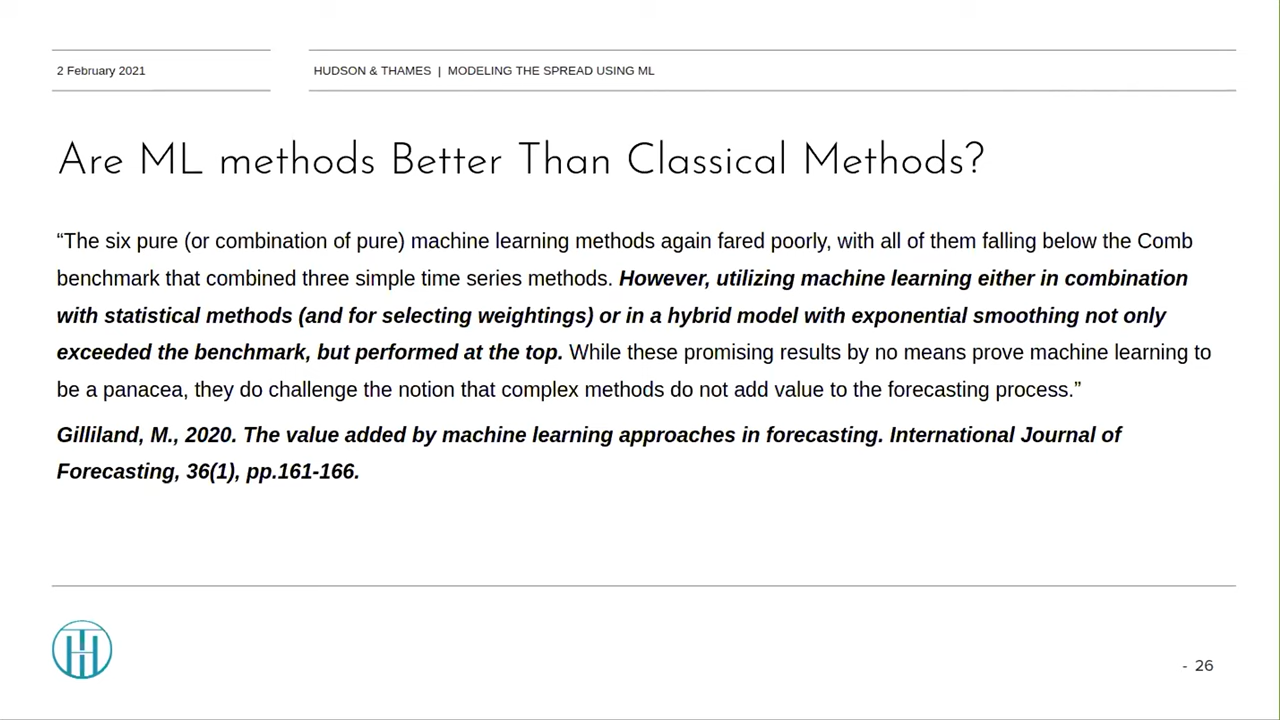 2 February 2021
HUDSON & THAMES | MODELING THE SPREAD USING ML
Are ML methods Better Than Classical Methods?
“The six pure (or combination of pure) machine learning methods again fared poorly, with all of them falling below the Comb
benchmark that combined three simple time series methods. However, utilizing machine learning either in combination
with statistical methods (and for selecting weightings) or in a hybrid model with exponential smoothing not only
exceeded the benchmark, but performed at the top. While these promising results by no means prove machine learning to
be a panacea, they do challenge the notion that complex methods do not add value to the forecasting process.”
Gilliland, M., 2020. The value added by machine learning approaches in forecasting. International Journal of
Forecasting, 36(1), pp.161-166.
- 26